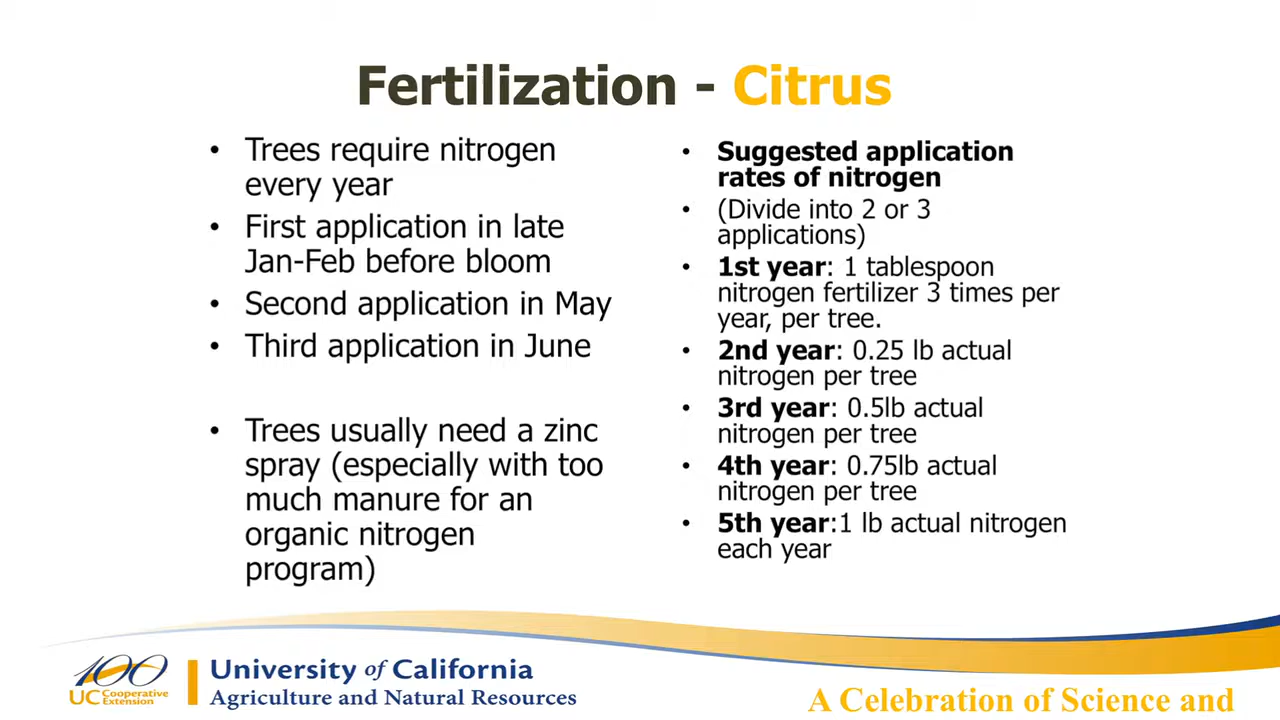 Fertilization - Citrus
• Trees require nitrogen
every year
• First application in late
Jan-Feb before bloom
• Second application in May
• Third application in June
• Trees usually need a zinc
spray (especially with too
much manure for an
organic nitrogen
program)
• Suggested application
rates of nitrogen
• (Divide into 2 or 3
applications)
• 1st year: 1 tablespoon
nitrogen fertilizer 3 times per
year, per tree.
• 2nd year: 0.25 lb actual
nitrogen per tree
• 3rd year: 0.5lb actual
nitrogen per tree
• 4th year: 0.75lb actual
nitrogen per tree
• 5th year:1 lb actual nitrogen
each year
100
UC Cooperative
Extension
University of California
Agriculture and Natural Resources
A Celebration of Science and